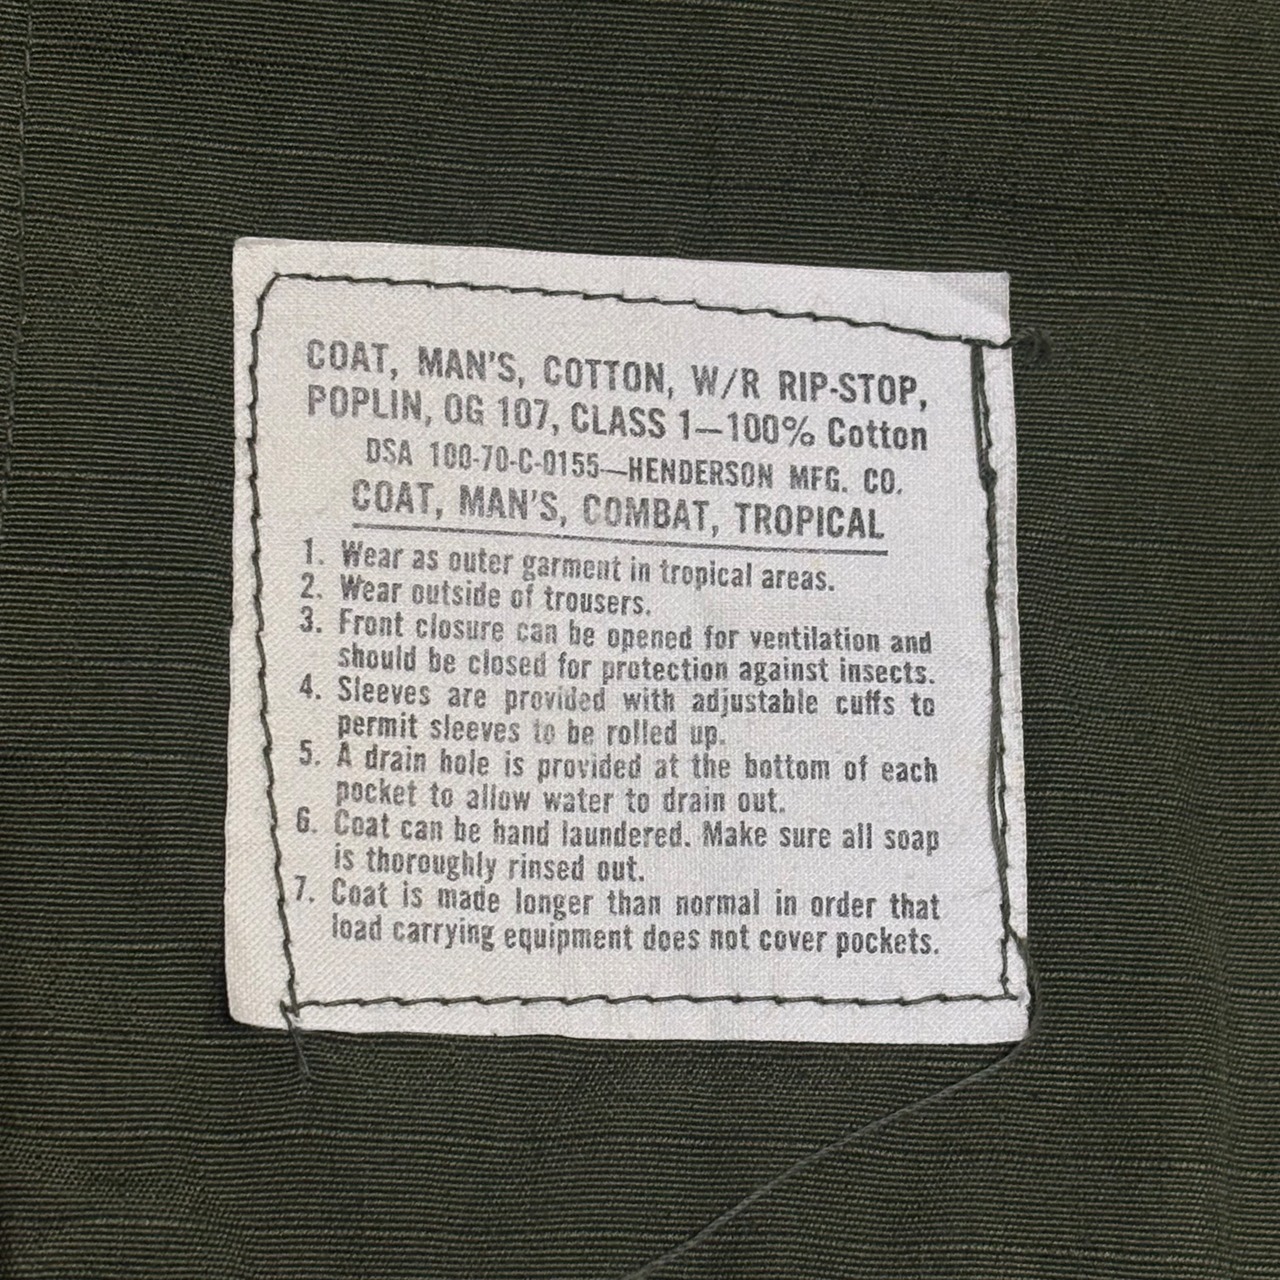 COAT, MAN'S, COTTON, W/R RIP-STOP,
POPLIN, OG 107, CLASS 1—100% Cotton
DSA 100-70-C-0155—HENDERSON MFG. CO.
COAT, MAN'S, COMBAT, TROPICAL
1. Wear as outer garment in tropical areas.
2. Wear outside of trousers.
3. Front closure can be opened for ventilation and
should be closed for protection against insects.
4. Sleeves are provided with adjustable cuffs to
permit sleeves to be rolled up.
5. A drain hole is provided at the bottom of each
pocket to allow water to drain out.
6. Coat can be hand laundered. Make sure all soap
is thoroughly rinsed out.
7. Coat is made longer than normal in order that
load carrying equipment does not cover pockets.